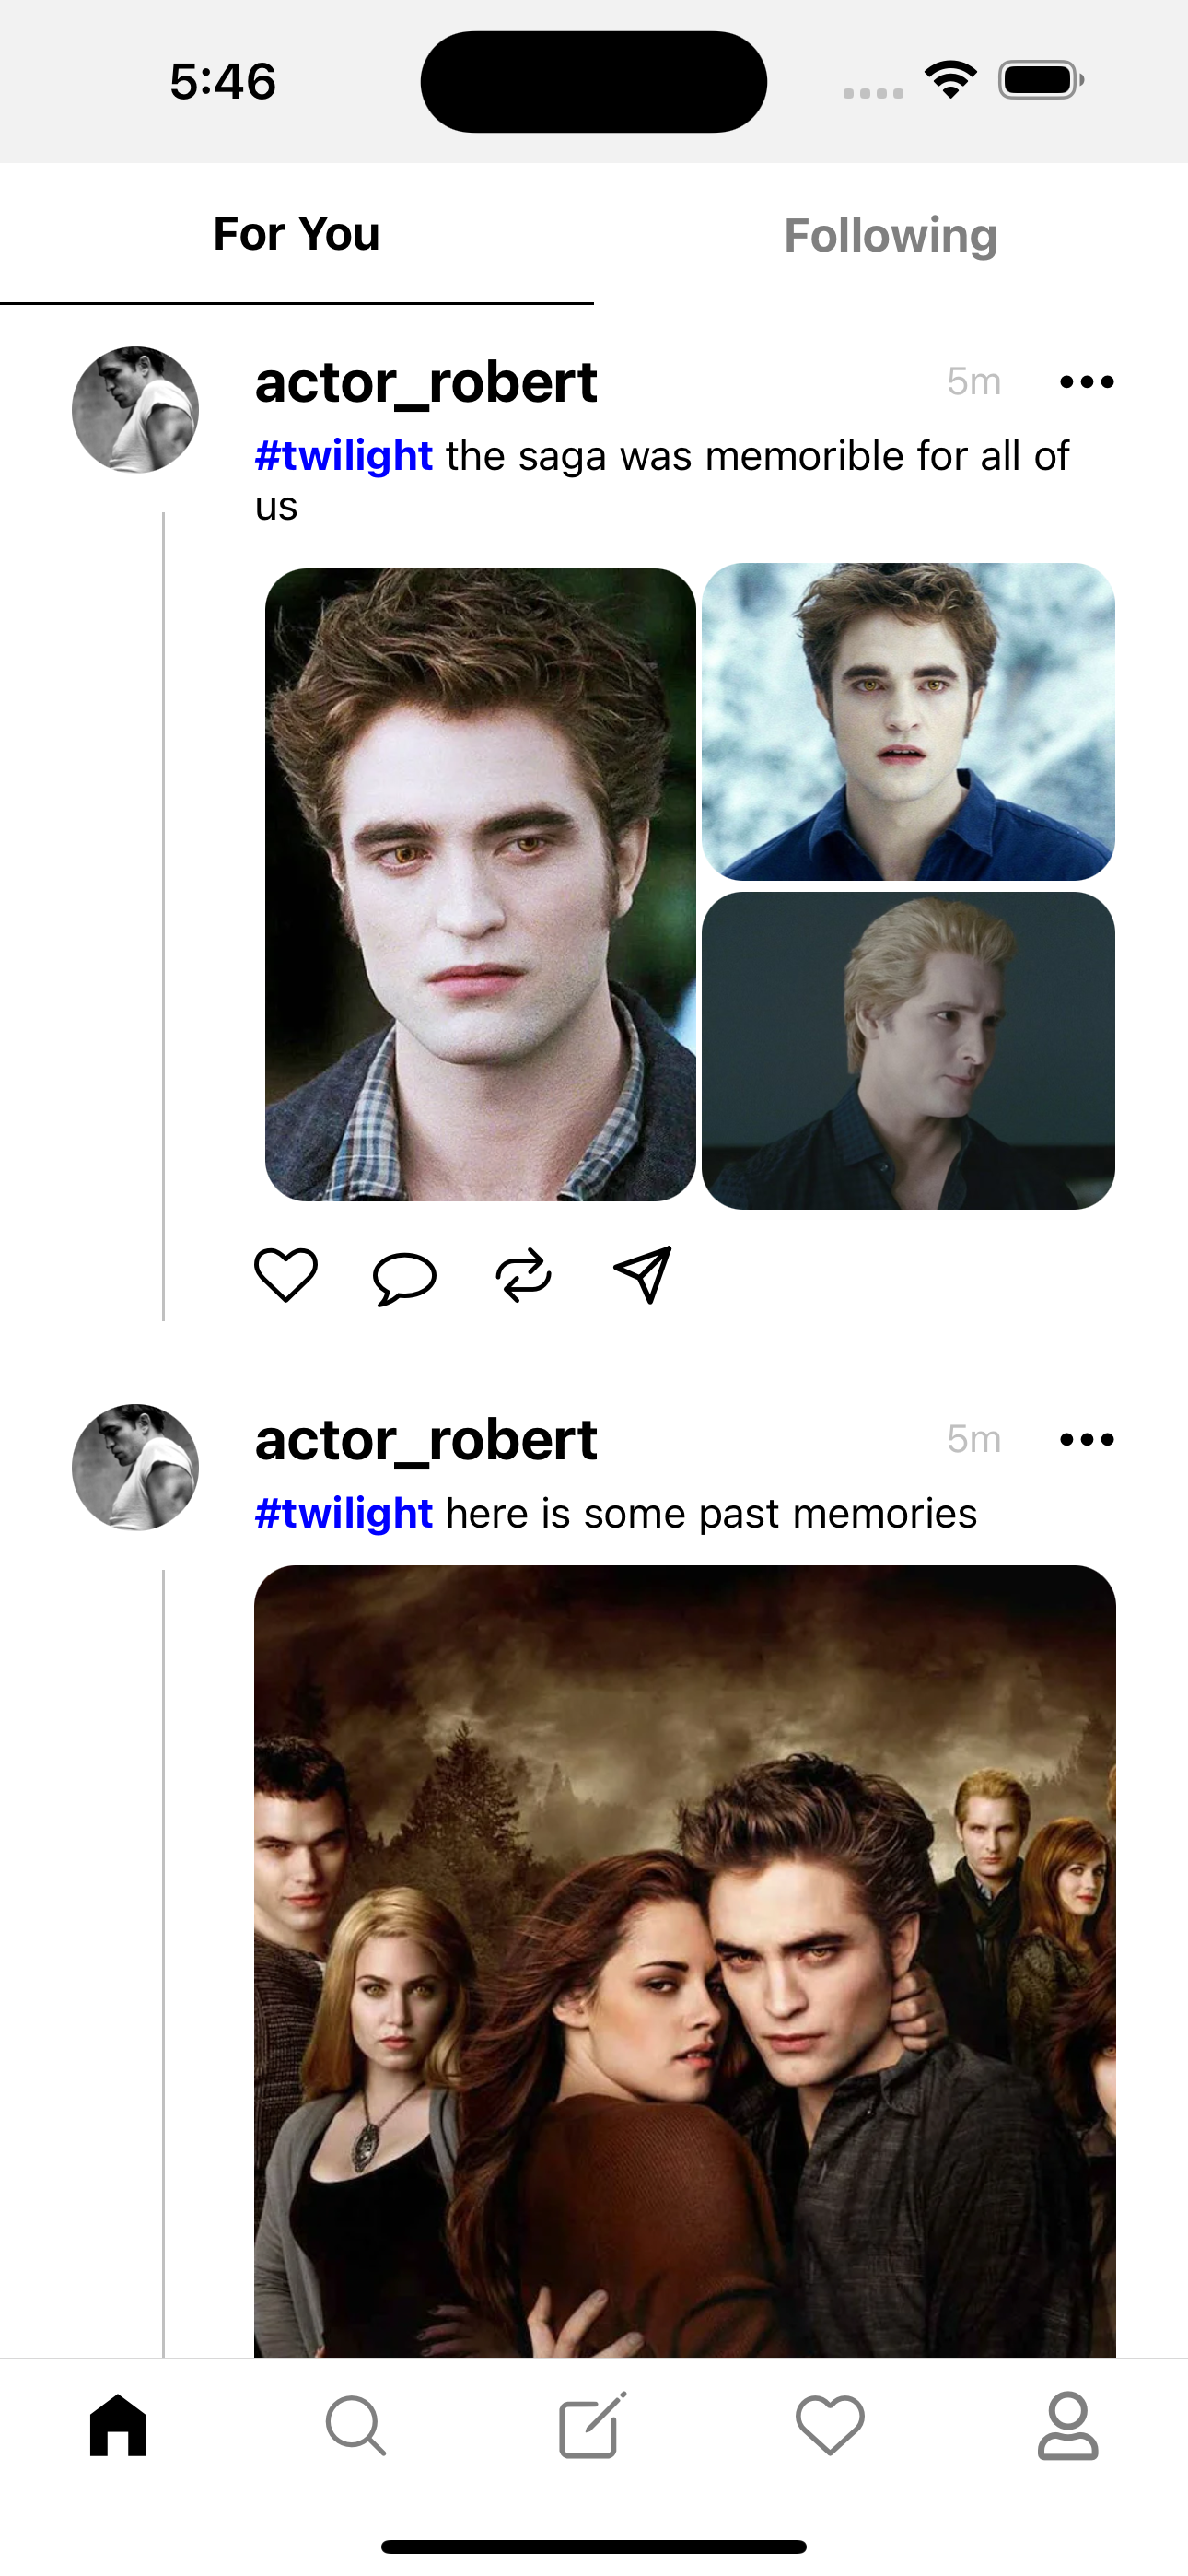 5:46
For You
Following
actor_robert
5m
#twilight the saga was memorible for all of
us
actor_robert
5m
#twilight here is some past memories